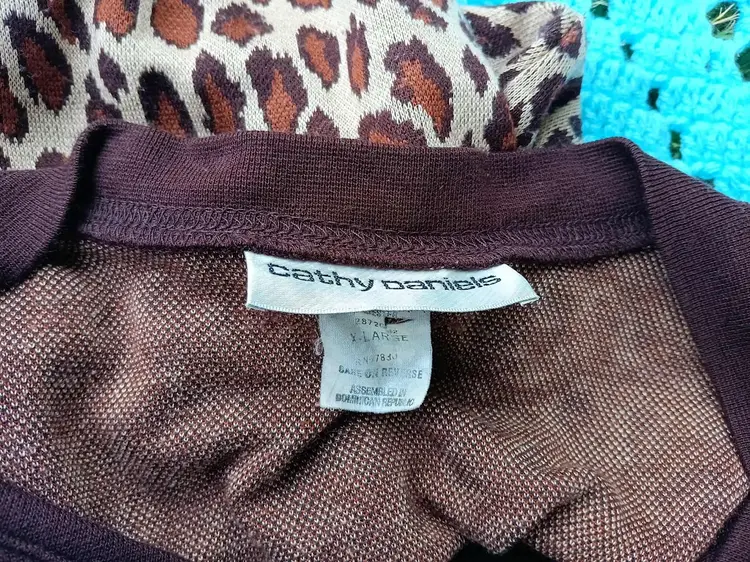 cathy Daniels
X-LARGE
CARE ON REVERSE
ASSEMBLED IN
DOMINICAN REPUBLIC